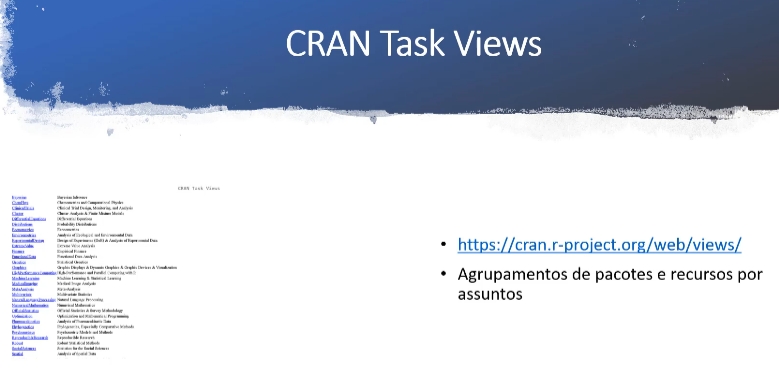 CRAN Task Views
CRAN Task Views
Bayesian Bayesian Inference
ChemPhys Chemometrics and Computational Physics
ClinicalTrials Clinical Trial Design, Monitoring, and Analysis
Cluster Cluster Analysis & Finite Mixture Models
DifferentialEquations Differential Equations
Distributions Probability Distributions
Econometrics Econometrics
Environmetrics Analysis of Ecological and Environmental Data
ExperimentalDesign Design of Experiments (DoE) & Analysis of Experimental Data
ExtremeValue Extreme Value Analysis
Finance Empirical Finance
FunctionalData Functional Data Analysis
Genetics Statistical Genetics
Graphics Graphic Displays & Dynamic Graphics & Graphic Devices & Visualization
HighPerformanceComputing High-Performance and Parallel Computing with R
MachineLearning Machine Learning & Statistical Learning
MedicalImaging Medical Image Analysis
MetaAnalysis Meta-Analysis
Multivariate Multivariate Statistics
NaturalLanguageProcessing Natural Language Processing
NumericalMathematics Numerical Mathematics
OfficialStatistics Official Statistics & Survey Methodology
Optimization Optimization and Mathematical Programming
Pharmacokinetics Analysis of Pharmacokinetic Data
Phylogenetics Phylogenetics, Especially Comparative Methods
Psychometrics Psychometric Models and Methods
ReproducibleResearch Reproducible Research
Robust Robust Statistical Methods
SocialSciences Statistics for the Social Sciences
Spatial Analysis of Spatial Data
• https://cran.r-project.org/web/views/
• Agrupamentos de pacotes e recursos por
assuntos